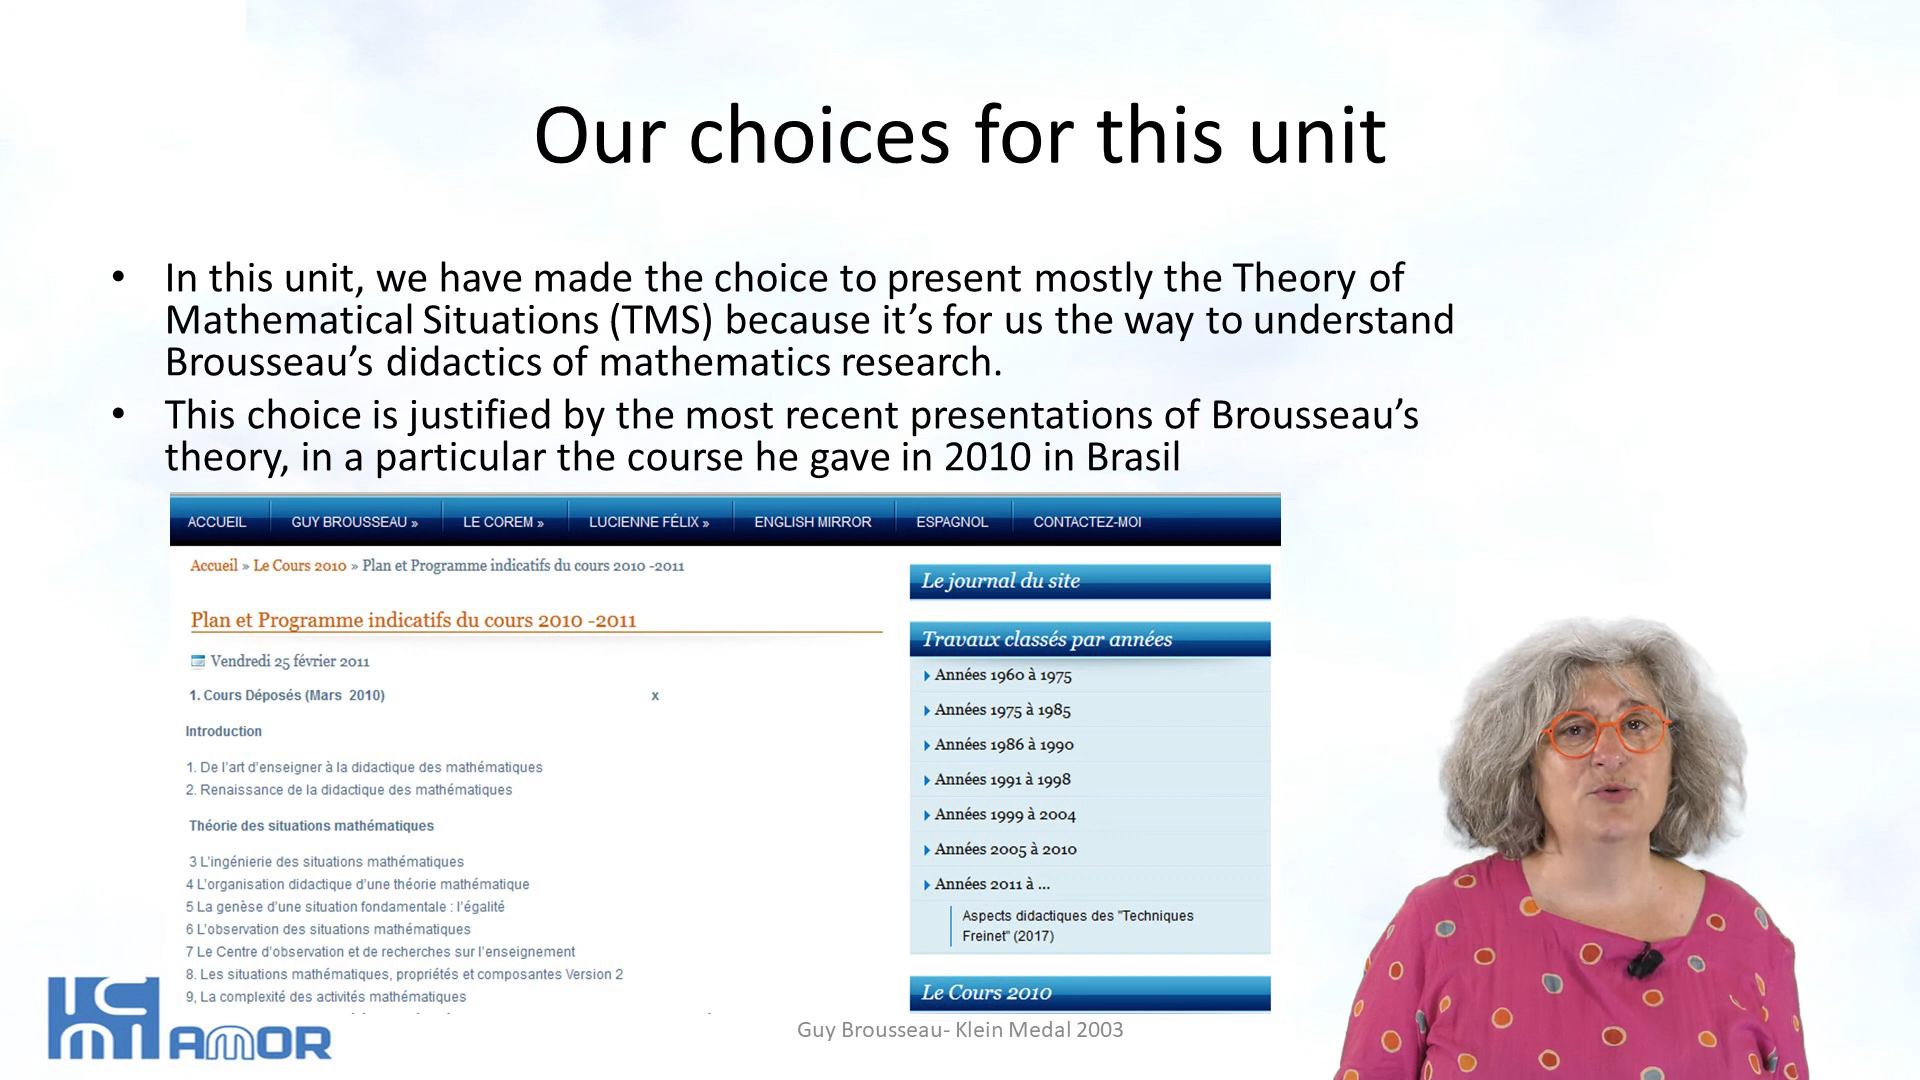 Our choices for this unit
• In this unit, we have made the choice to present mostly the Theory of
Mathematical Situations (TMS) because it’s for us the way to understand
Brousseau’s didactics of mathematics research.
• This choice is justified by the most recent presentations of Brousseau’s
theory, in a particular the course he gave in 2010 in Brasil
ACCUEIL GUY BROUSSEAU » LE COREM » LUCIENNE FÉLIX » ENGLISH MIRROR ESPAGNOL CONTACTEZ-MOI
Accueil » Le Cours 2010 » Plan et Programme indicatifs du cours 2010 -2011
Plan et Programme indicatifs du cours 2010 -2011
Vendredi 25 février 2011
1. Cours Déposés (Mars 2010) x
Introduction
1. De l’art d’enseigner à la didactique des mathématiques
2. Renaissance de la didactique des mathématiques
Théorie des situations mathématiques
3 L’ingénierie des situations mathématiques
4 L’organisation didactique d’une théorie mathématique
5 La genèse d’une situation fondamentale : l’égalité
6 L’observation des situations mathématiques
7 Le Centre d’observation et de recherches sur l’enseignement
8. Les situations mathématiques, propriétés et composantes Version 2
9, La complexité des activités mathématiques
Le journal du site
Travaux classés par années
Années 1960 à 1975
Années 1975 à 1985
Années 1986 à 1990
Années 1991 à 1998
Années 1999 à 2004
Années 2005 à 2010
Années 2011 à ...
Aspects didactiques des "Techniques
Freinet" (2017)
Le Cours 2010
ICMI AMOR
Guy Brousseau- Klein Medal 2003